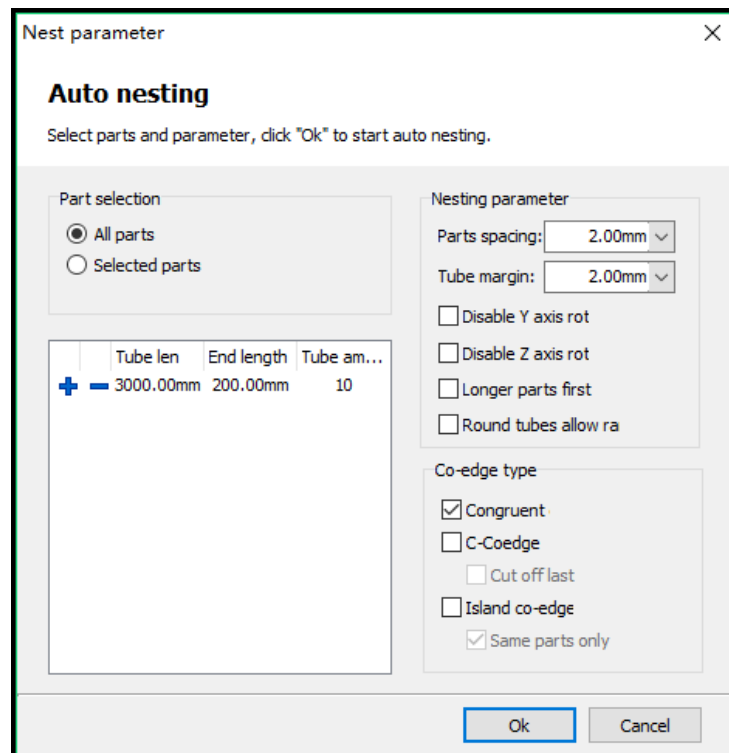 Nest parameter
Auto nesting
Select parts and parameter, click "Ok" to start auto nesting.
Part selection
All parts
Selected parts
Tube len End length Tube am...
3000.00mm 200.00mm 10
Nesting parameter
Parts spacing: 2.00mm
Tube margin: 2.00mm
Disable Y axis rot
Disable Z axis rot
Longer parts first
Round tubes allow ra
Co-edge type
Congruent
C-Coedge
Cut off last
Island co-edge
Same parts only
Ok Cancel